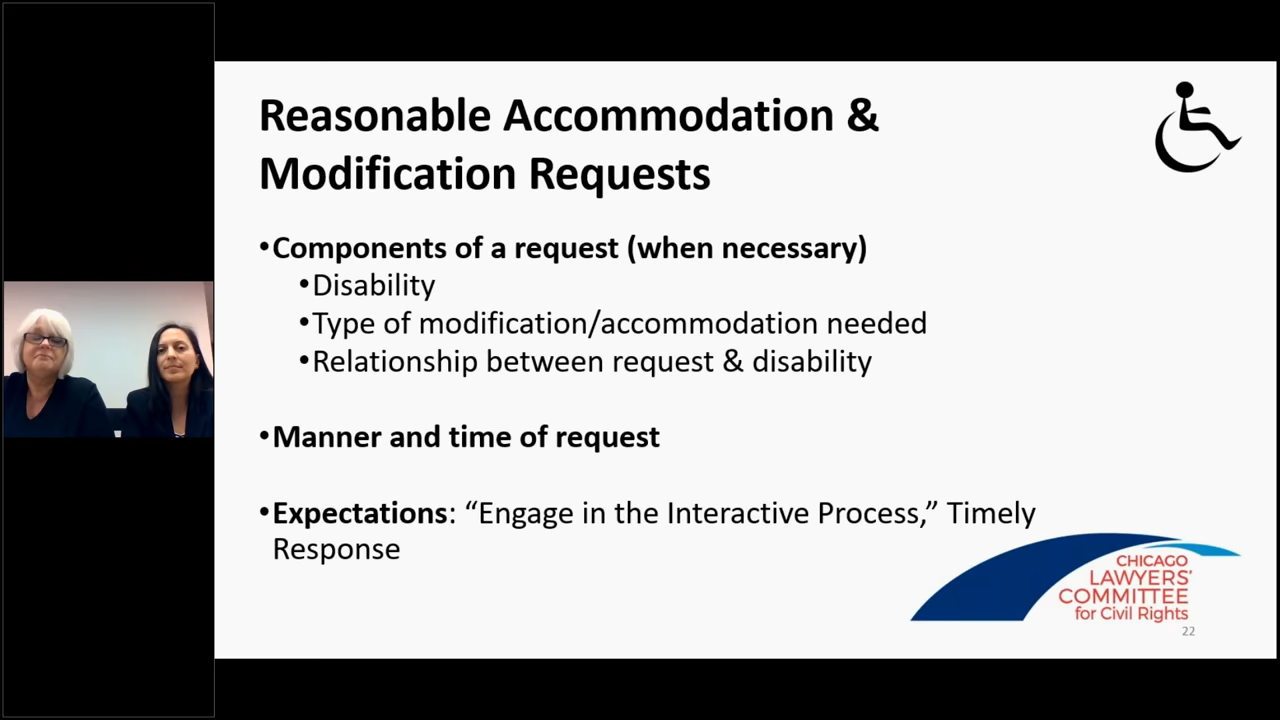 Reasonable Accommodation &
Modification Requests
•Components of a request (when necessary)
•Disability
•Type of modification/accommodation needed
•Relationship between request & disability
•Manner and time of request
•Expectations: “Engage in the Interactive Process,” Timely
Response
CHICAGO
LAWYERS’
COMMITTEE
for Civil Rights
22